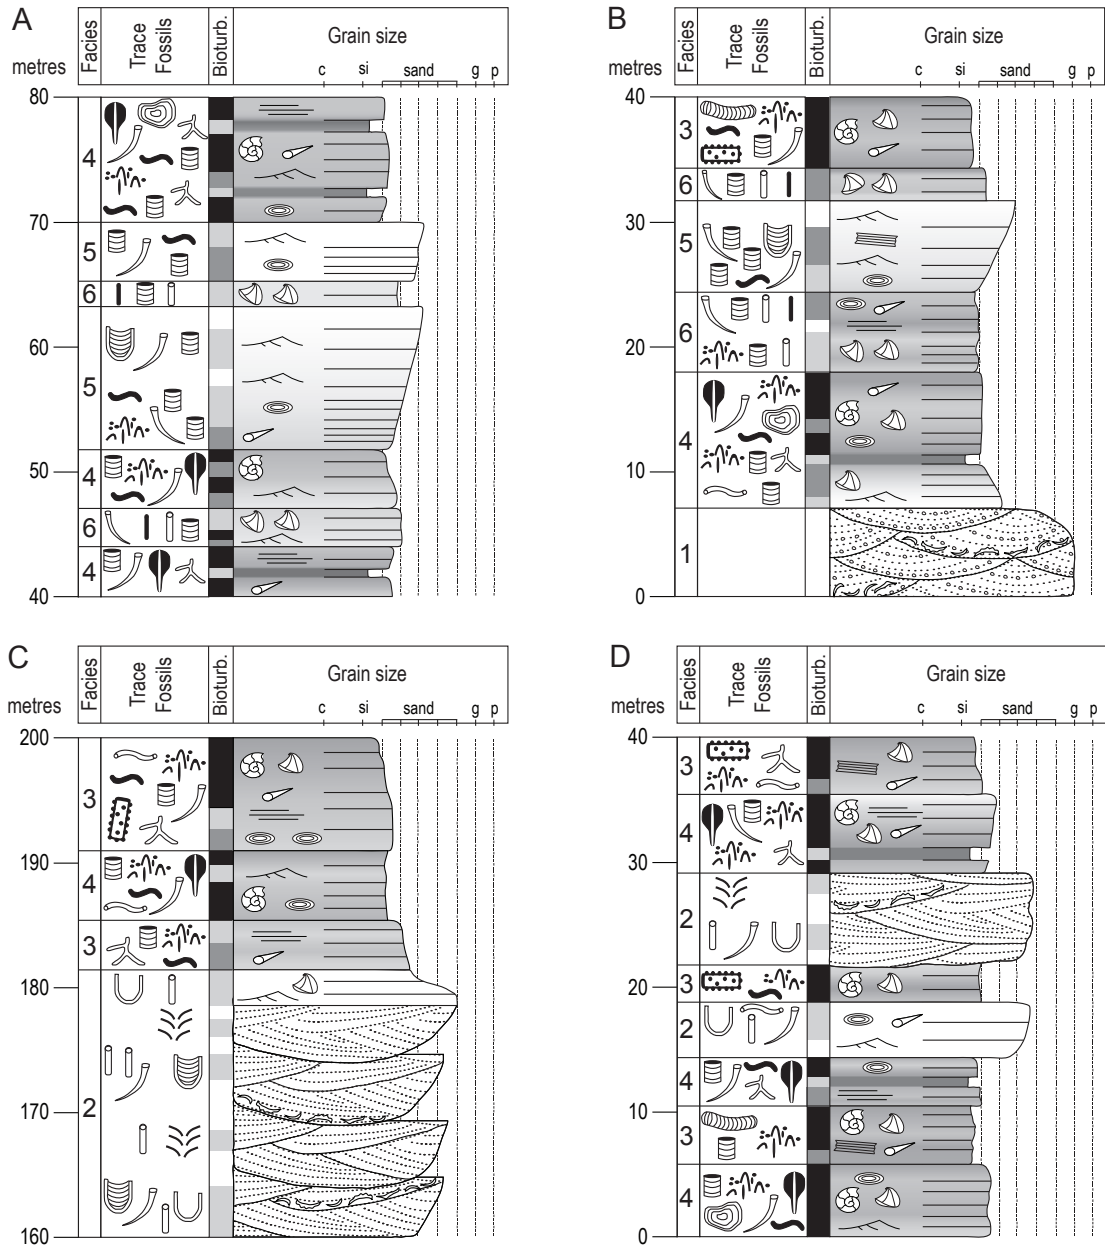 A
Facies
Trace Fossils
Bioturb.
Grain size
metres
c si sand g p
80
70
60
50
40
4
5
6
5
4
6
4
B
Facies
Trace Fossils
Bioturb.
Grain size
metres
c si sand g p
40
30
20
10
0
3
6
5
6
4
1
C
Facies
Trace Fossils
Bioturb.
Grain size
metres
c si sand g p
200
190
180
170
160
3
4
3
2
D
Facies
Trace Fossils
Bioturb.
Grain size
metres
c si sand g p
40
30
20
10
0
3
4
2
3
2
4
3
4